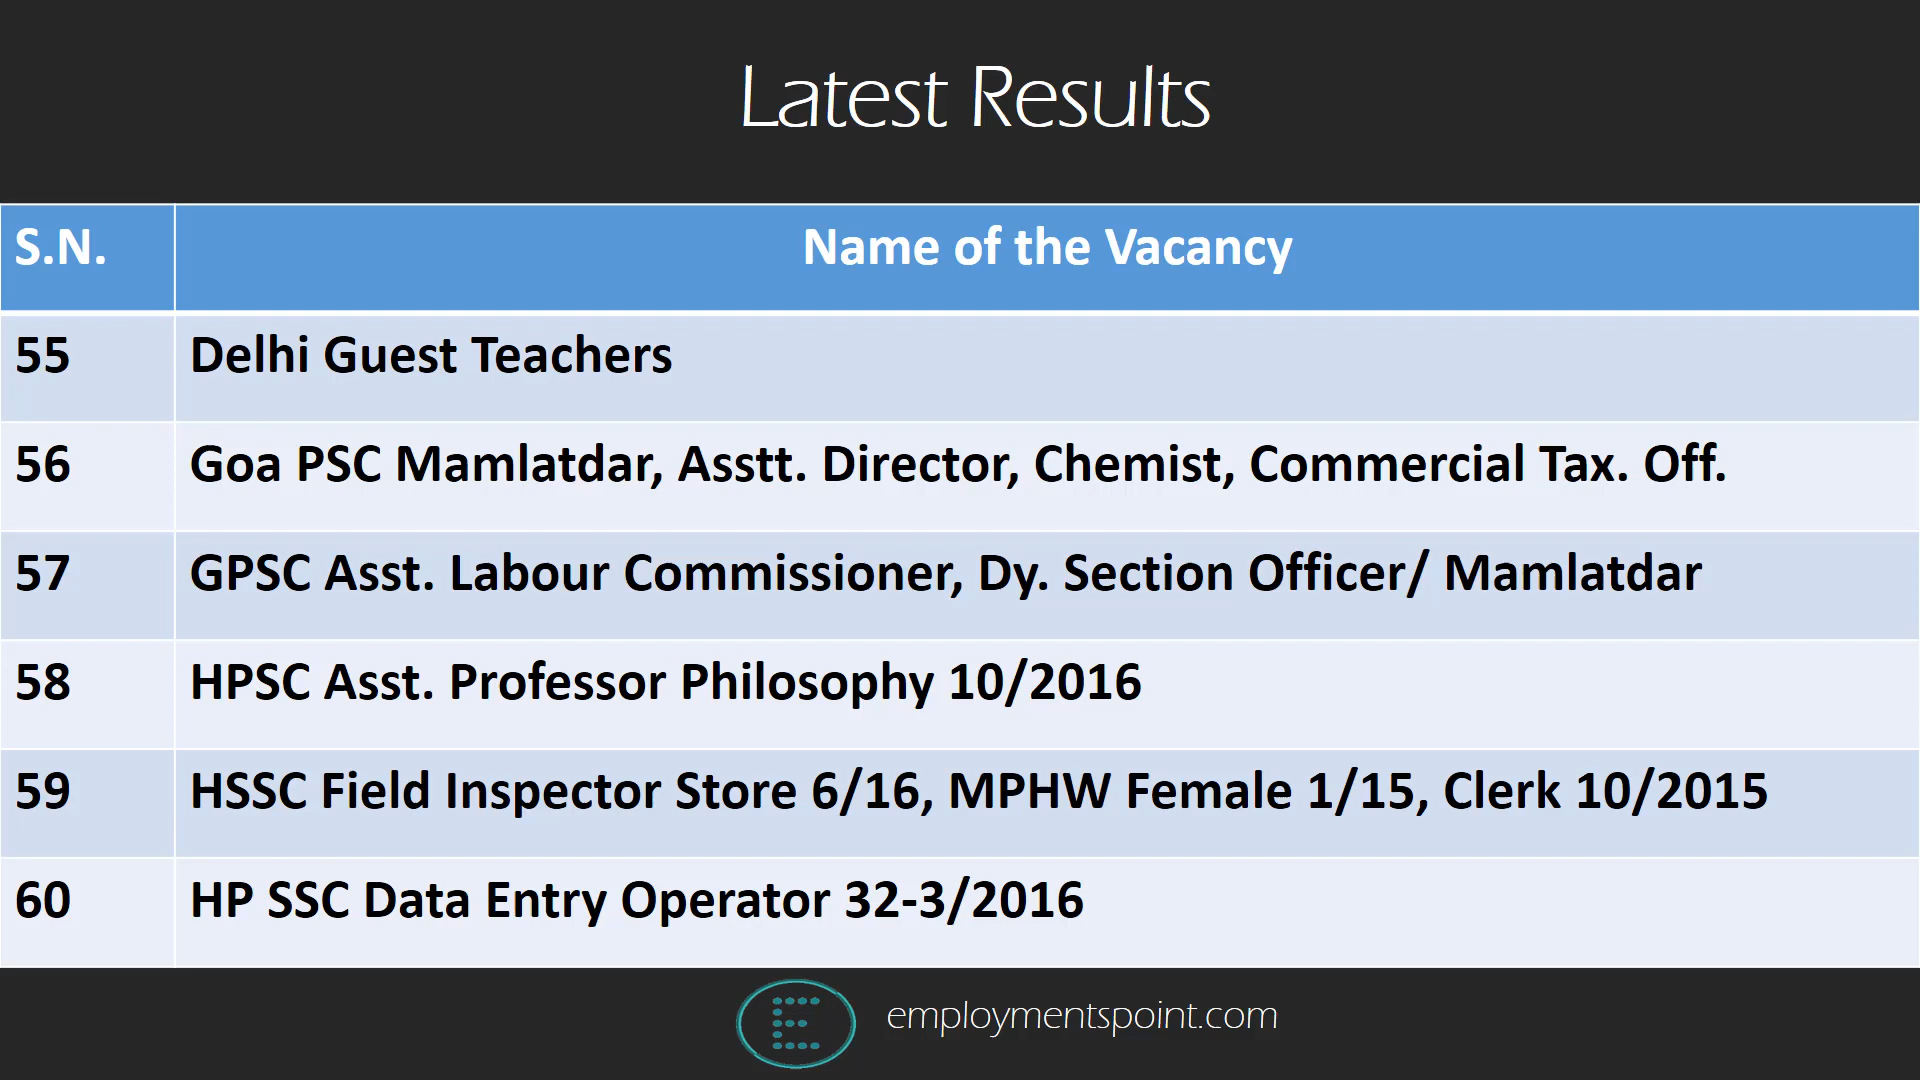 Latest Results
S.N. Name of the Vacancy
55 Delhi Guest Teachers
56 Goa PSC Mamlatdar, Asstt. Director, Chemist, Commercial Tax. Off.
57 GPSC Asst. Labour Commissioner, Dy. Section Officer/ Mamlatdar
58 HPSC Asst. Professor Philosophy 10/2016
59 HSSC Field Inspector Store 6/16, MPHW Female 1/15, Clerk 10/2015
60 HP SSC Data Entry Operator 32-3/2016
E employmentspoint.com